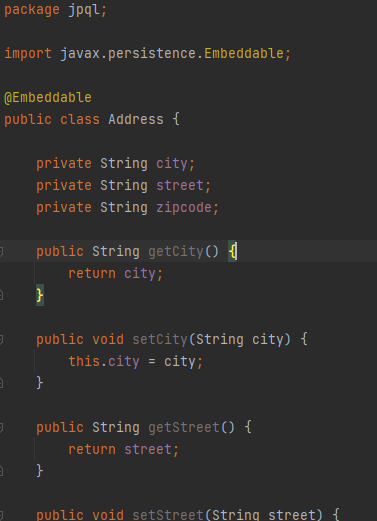 package jpql;
import javax.persistence.Embeddable;
@Embeddable
public class Address {
private String city;
private String street;
private String zipcode;
public String getCity() {
return city;
}
public void setCity(String city) {
this.city = city;
}
public String getStreet() {
return street;
}
public void setStreet(String street) {